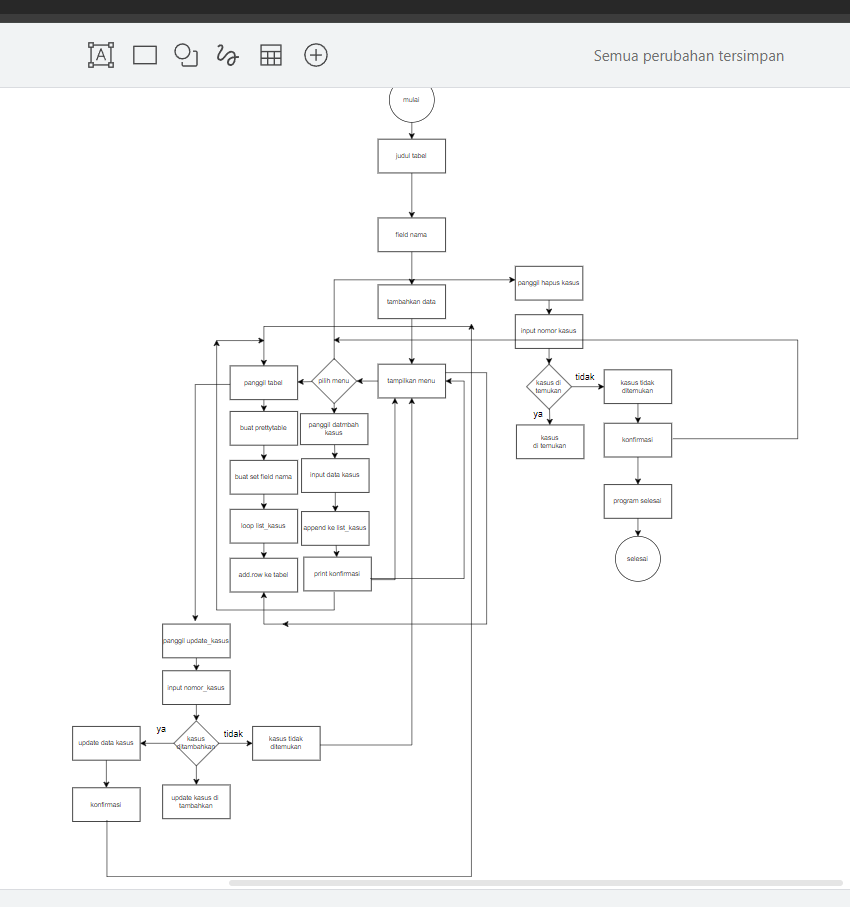 A
Semua perubahan tersimpan
mulai
judul tabel
field nama
panggil hapus kasus
tambahkan data
input nomor kasus
panggil tabel
pilih menu
tampilkan menu
kasus di
temukan
tidak
kasus tidak
ditemukan
ya
buat prettytable
panggil datmbah
kasus
kasus
di temukan
konfirmasi
buat set field nama
input data kasus
program selesai
loop list_kasus
append ke list_kasus
selesai
add.row ke tabel
print konfirmasi
panggil update_kasus
input nomor_kasus
ya
tidak
update data kasus
kasus
ditambahkan
kasus tidak
ditemukan
konfirmasi
update kasus di
tambahkan